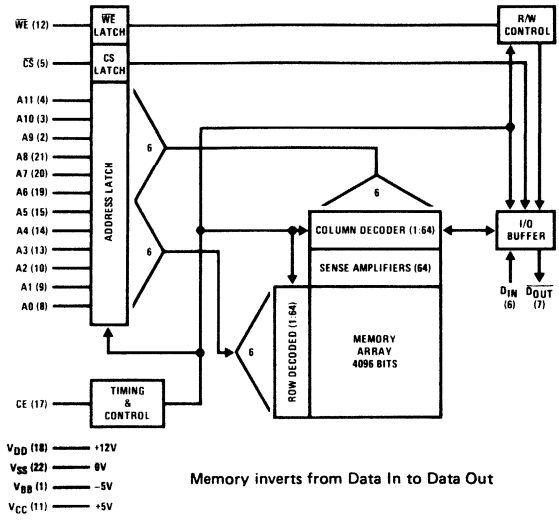 WE (12)
WE
LATCH
R/W
CONTROL
CS (5)
CS
LATCH
A11 (4)
A10 (3)
A9 (2)
A8 (21)
A7 (20)
A6 (19)
A5 (15)
A4 (14)
A3 (13)
A2 (10)
A1 (9)
A0 (8)
ADDRESS LATCH
6
6
6
COLUMN DECODER (1:64)
I/O
BUFFER
SENSE AMPLIFIERS (64)
DIN
(6)
DOUT
(7)
6
ROW DECODED (1:64)
MEMORY
ARRAY
4096 BITS
CE (17)
TIMING
&
CONTROL
VDD (18) +12V
VSS (22) 0V
VBB (1) −5V
VCC (11) +5V
Memory inverts from Data In to Data Out